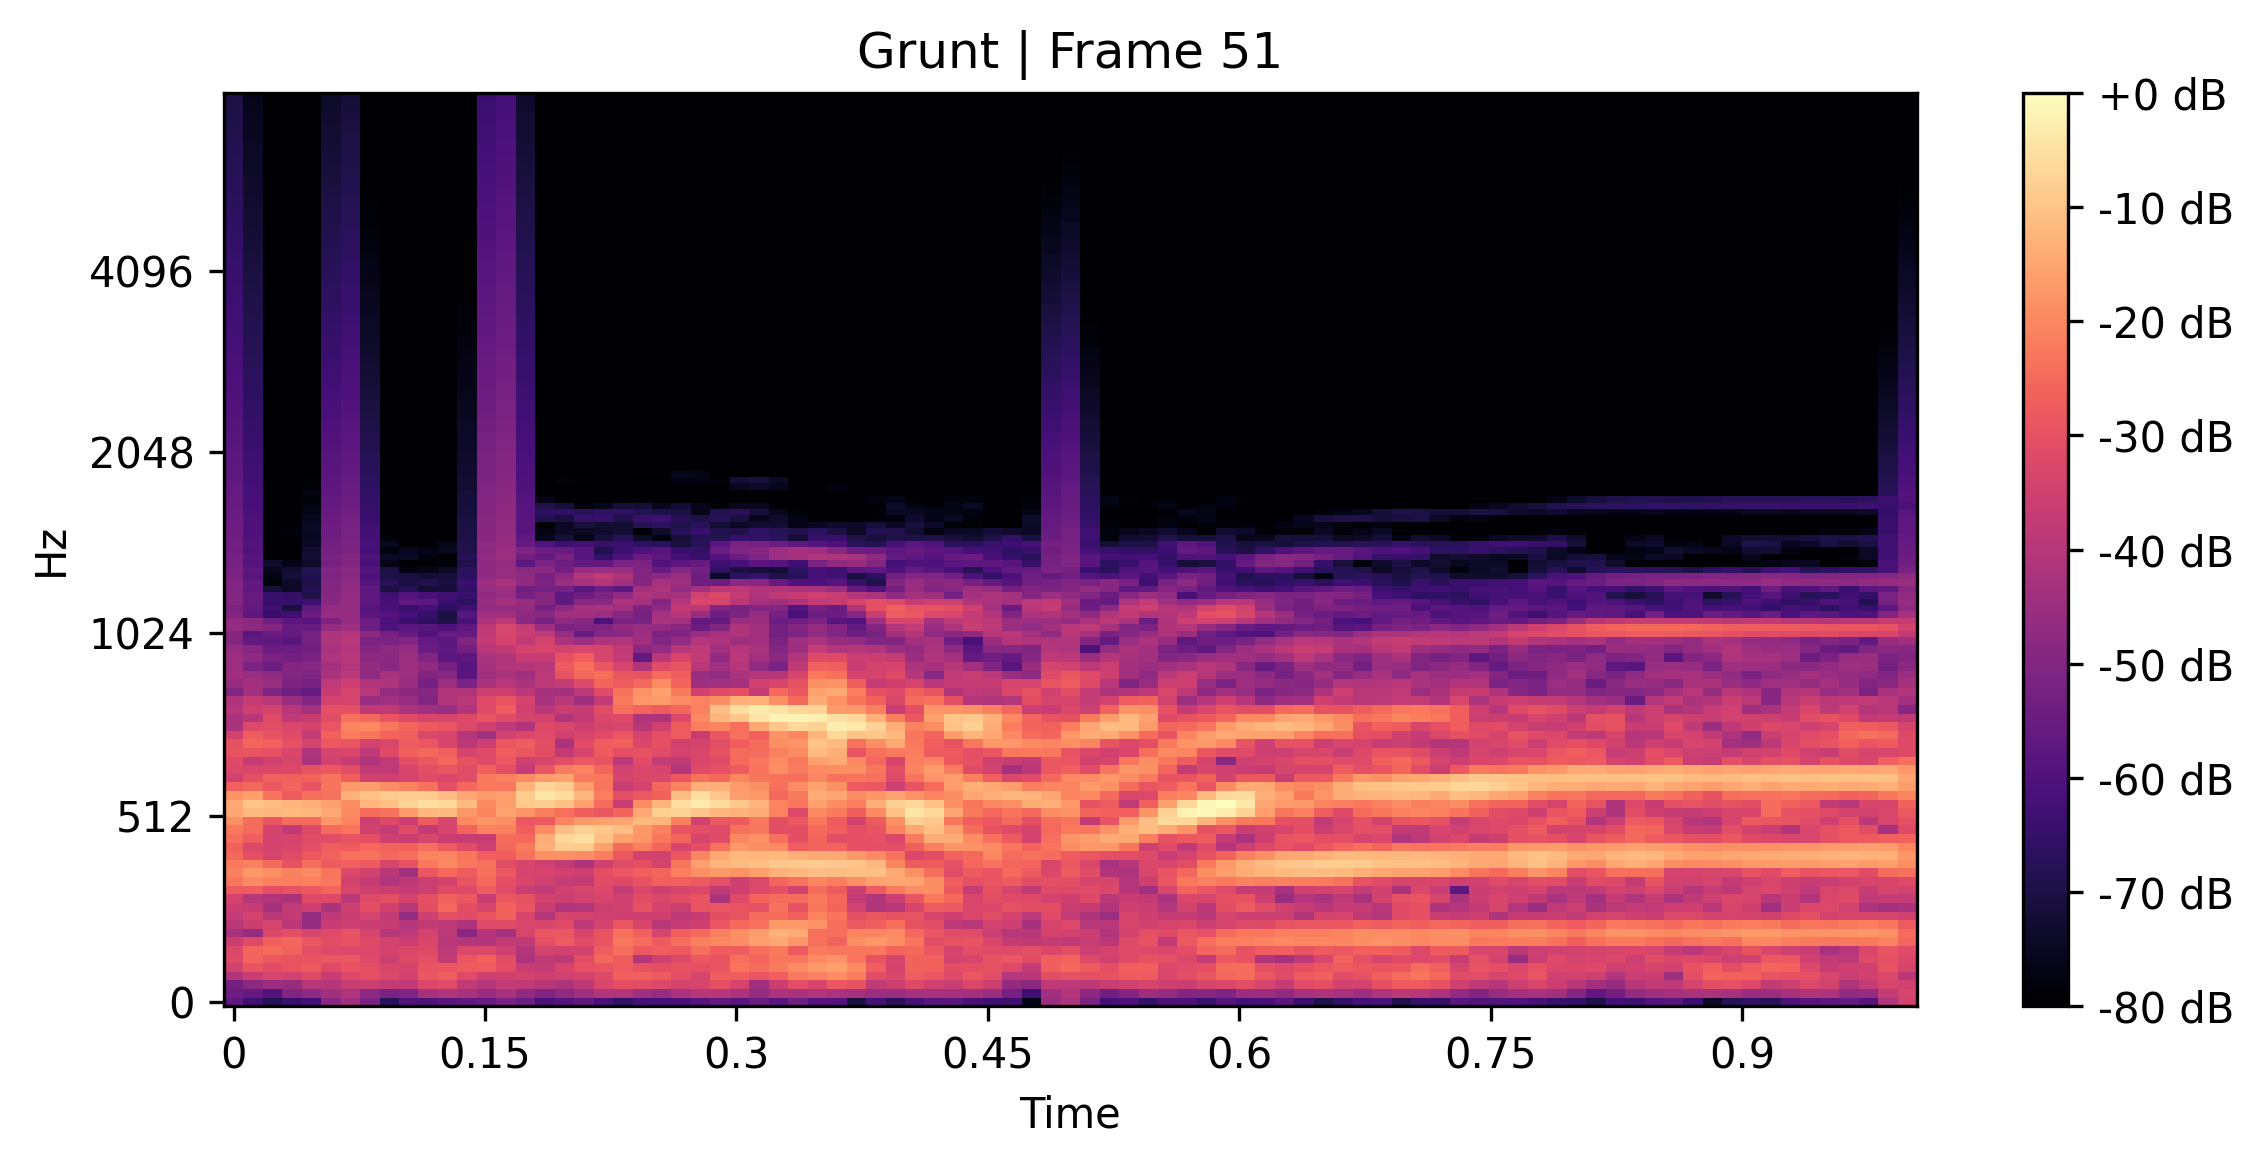 Grunt | Frame 51
+0 dB
-10 dB
-20 dB
-30 dB
-40 dB
-50 dB
-60 dB
-70 dB
-80 dB
Hz
4096
2048
1024
512
0
0 0.15 0.3 0.45 0.6 0.75 0.9
Time